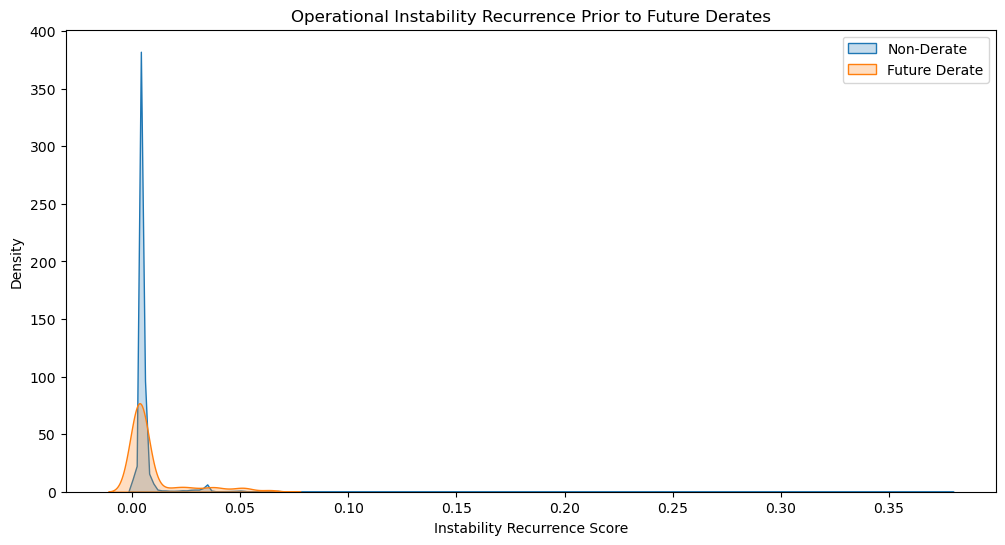 Operational Instability Recurrence Prior to Future Derates
Non-Derate
Future Derate
Density
400
350
300
250
200
150
100
50
0
0.00 0.05 0.10 0.15 0.20 0.25 0.30 0.35
Instability Recurrence Score